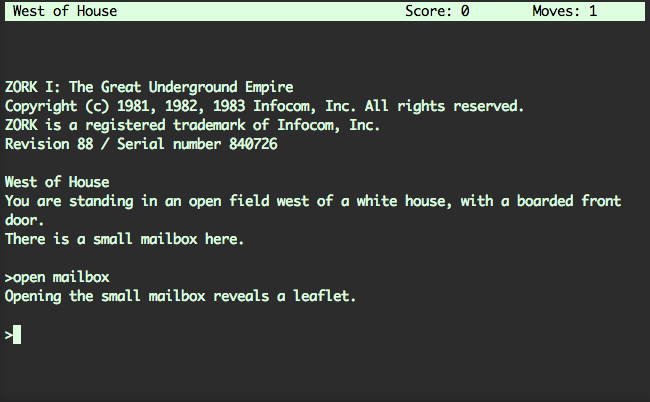 West of House Score: 0 Moves: 1
ZORK I: The Great Underground Empire
Copyright (c) 1981, 1982, 1983 Infocom, Inc. All rights reserved.
ZORK is a registered trademark of Infocom, Inc.
Revision 88 / Serial number 840726
West of House
You are standing in an open field west of a white house, with a boarded front
door.
There is a small mailbox here.
>open mailbox
Opening the small mailbox reveals a leaflet.
>